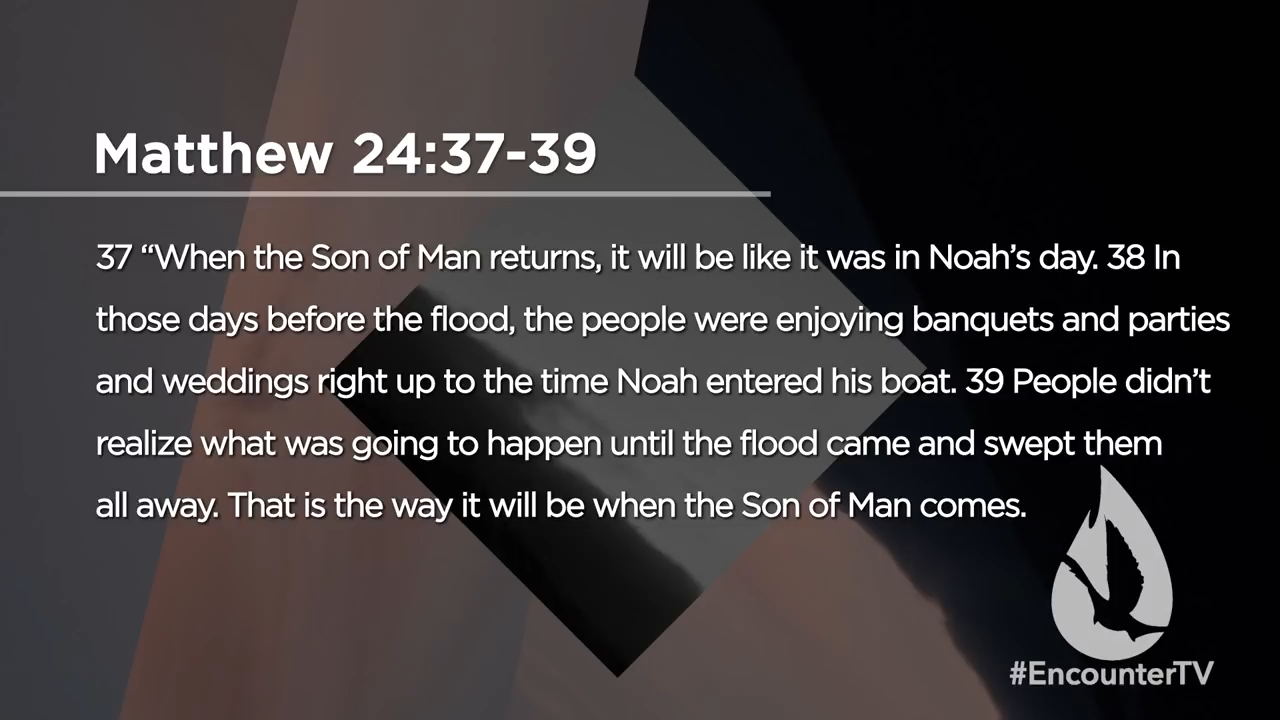 Matthew 24:37-39
37 “When the Son of Man returns, it will be like it was in Noah’s day. 38 In
those days before the flood, the people were enjoying banquets and parties
and weddings right up to the time Noah entered his boat. 39 People didn’t
realize what was going to happen until the flood came and swept them
all away. That is the way it will be when the Son of Man comes.
#EncounterTV